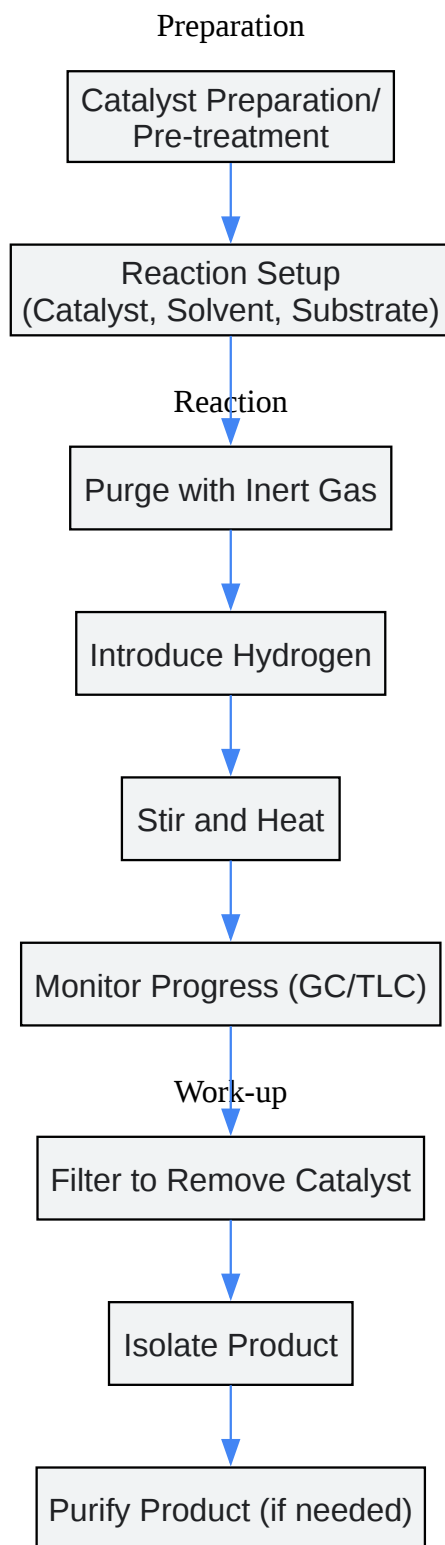 Preparation
Catalyst Preparation/
Pre-treatment
Reaction Setup
(Catalyst, Solvent, Substrate)
Reaction
Purge with Inert Gas
Introduce Hydrogen
Stir and Heat
Monitor Progress (GC/TLC)
Work-up
Filter to Remove Catalyst
Isolate Product
Purify Product (if needed)